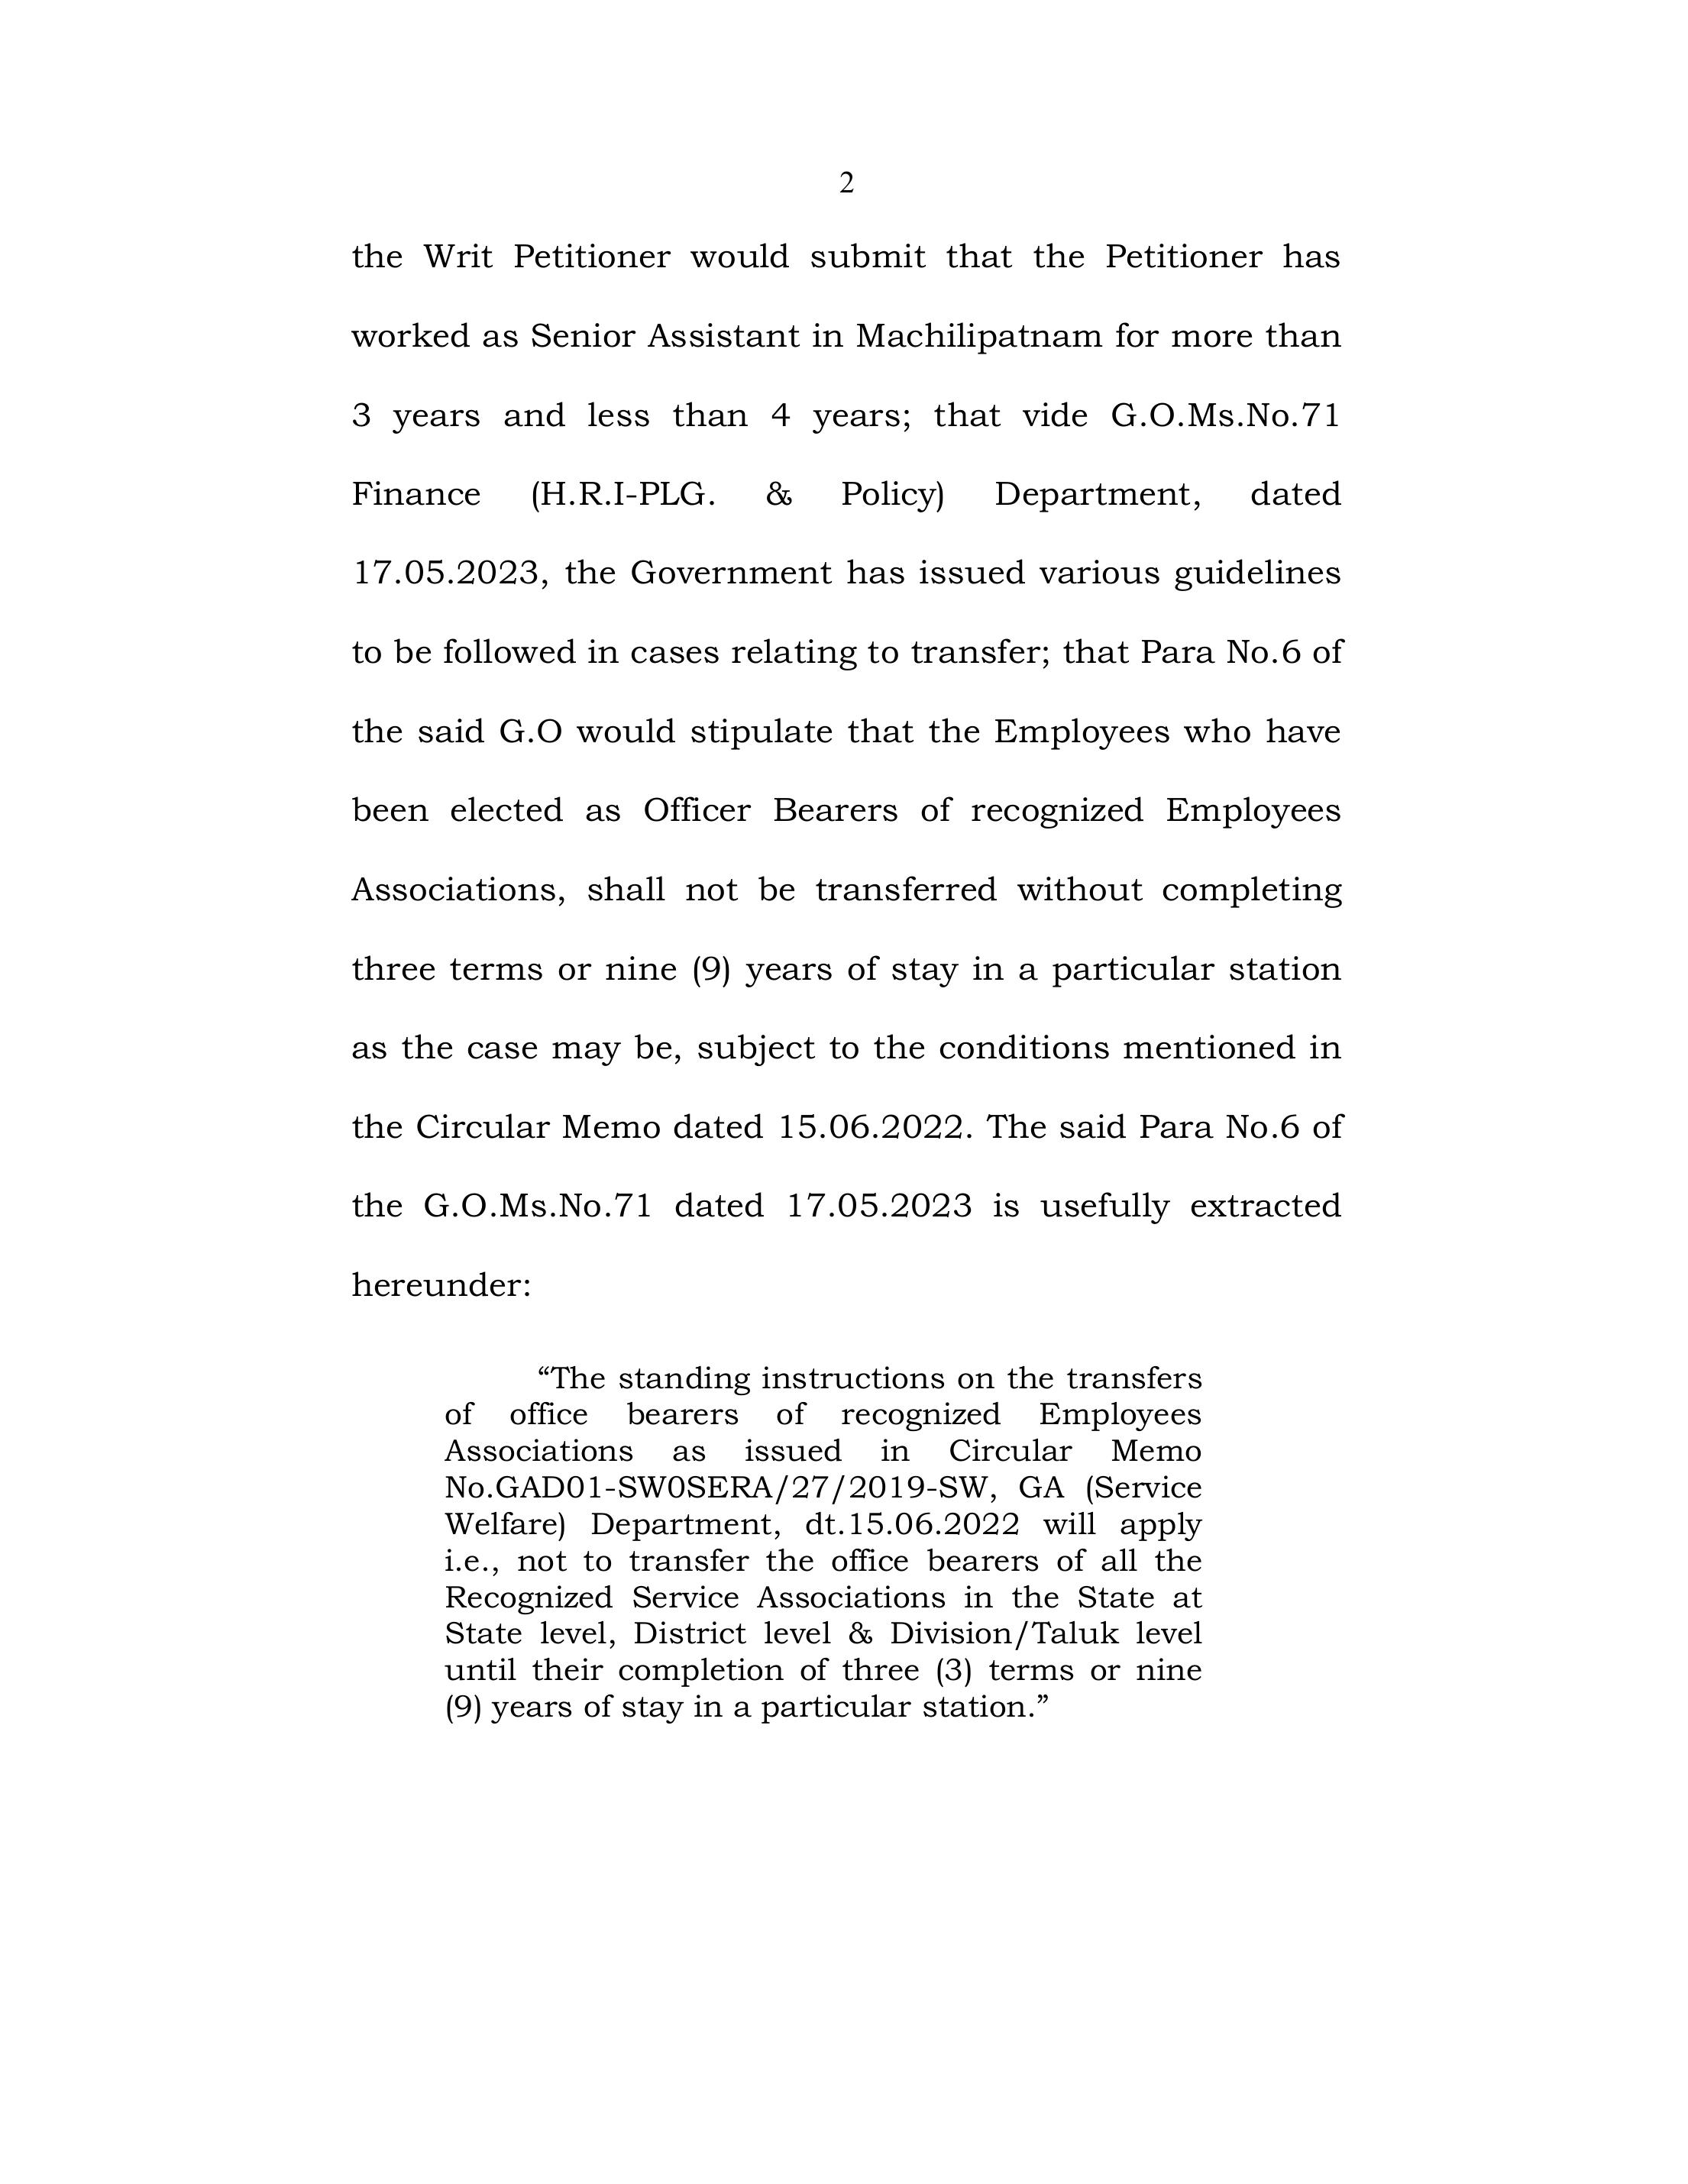 2
the Writ Petitioner would submit that the Petitioner has
worked as Senior Assistant in Machilipatnam for more than
3 years and less than 4 years; that vide G.O.Ms.No.71
Finance (H.R.I-PLG. & Policy) Department, dated
17.05.2023, the Government has issued various guidelines
to be followed in cases relating to transfer; that Para No.6 of
the said G.O would stipulate that the Employees who have
been elected as Officer Bearers of recognized Employees
Associations, shall not be transferred without completing
three terms or nine (9) years of stay in a particular station
as the case may be, subject to the conditions mentioned in
the Circular Memo dated 15.06.2022. The said Para No.6 of
the G.O.Ms.No.71 dated 17.05.2023 is usefully extracted
hereunder:
“The standing instructions on the transfers
of office bearers of recognized Employees
Associations as issued in Circular Memo
No.GAD01-SW0SERA/27/2019-SW, GA (Service
Welfare) Department, dt.15.06.2022 will apply
i.e., not to transfer the office bearers of all the
Recognized Service Associations in the State at
State level, District level & Division/Taluk level
until their completion of three (3) terms or nine
(9) years of stay in a particular station.”